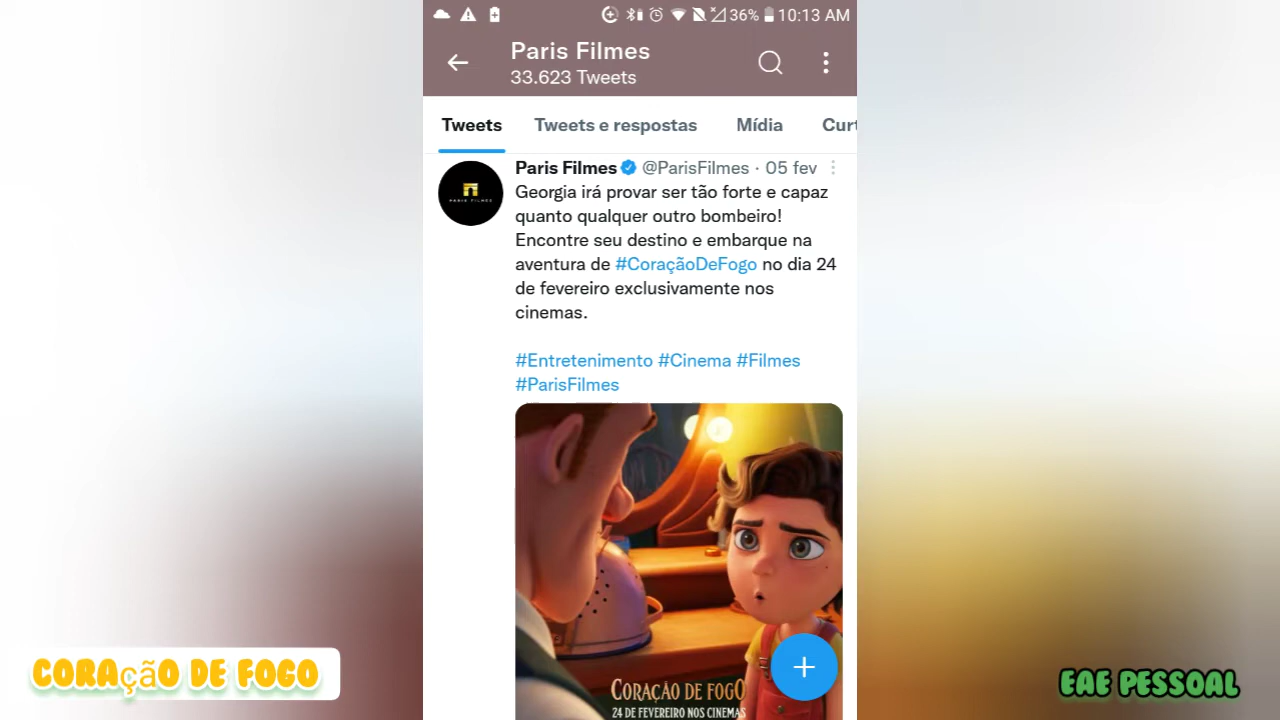 36% 10:13 AM
Paris Filmes
33.623 Tweets
Tweets Tweets e respostas Mídia Curt
Paris Filmes @ParisFilmes · 05 fev
PARIS FILMES
Georgia irá provar ser tão forte e capaz
quanto qualquer outro bombeiro!
Encontre seu destino e embarque na
aventura de #CoraçãoDeFogo no dia 24
de fevereiro exclusivamente nos
cinemas.
#Entretenimento #Cinema #Filmes
#ParisFilmes
CORAÇÃO DE FOGO
24 DE FEVEREIRO NOS CINEMAS
CORAçãO DE FOGO
EAE PESSOAL